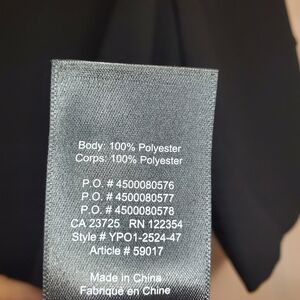 Body: 100% Polyester
Corps: 100% Polyester
P.O. # 4500080576
P.O. # 4500080577
P.O. # 4500080578
CA 23725 RN 122354
Style # YPO1-2524-47
Article # 59017
Made in China
Fabriqué en Chine